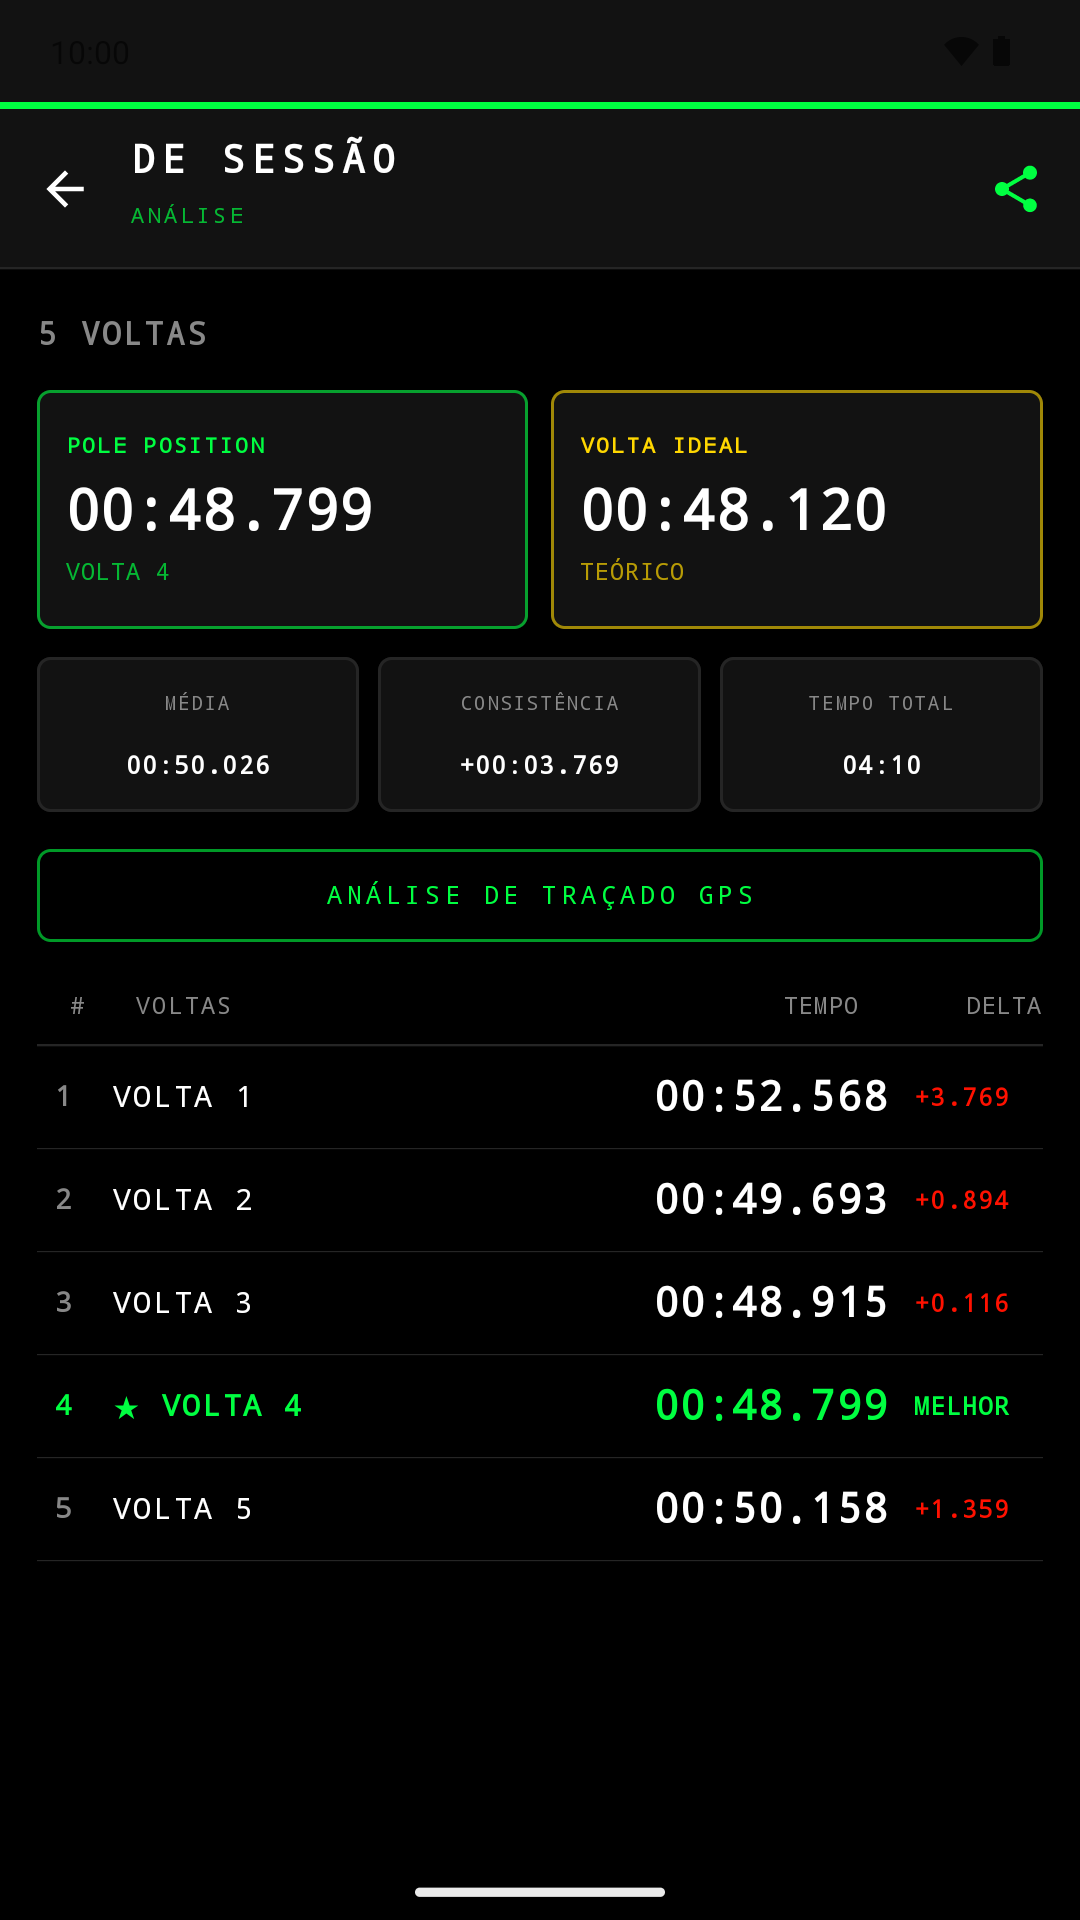 10:00
DE SESSÃO
ANÁLISE
5 VOLTAS
POLE POSITION
00:48.799
VOLTA 4
VOLTA IDEAL
00:48.120
TEÓRICO
MÉDIA
00:50.026
CONSISTÊNCIA
+00:03.769
TEMPO TOTAL
04:10
ANÁLISE DE TRAÇADO GPS
# VOLTAS TEMPO DELTA
1 VOLTA 1 00:52.568 +3.769
2 VOLTA 2 00:49.693 +0.894
3 VOLTA 3 00:48.915 +0.116
4 ★ VOLTA 4 00:48.799 MELHOR
5 VOLTA 5 00:50.158 +1.359